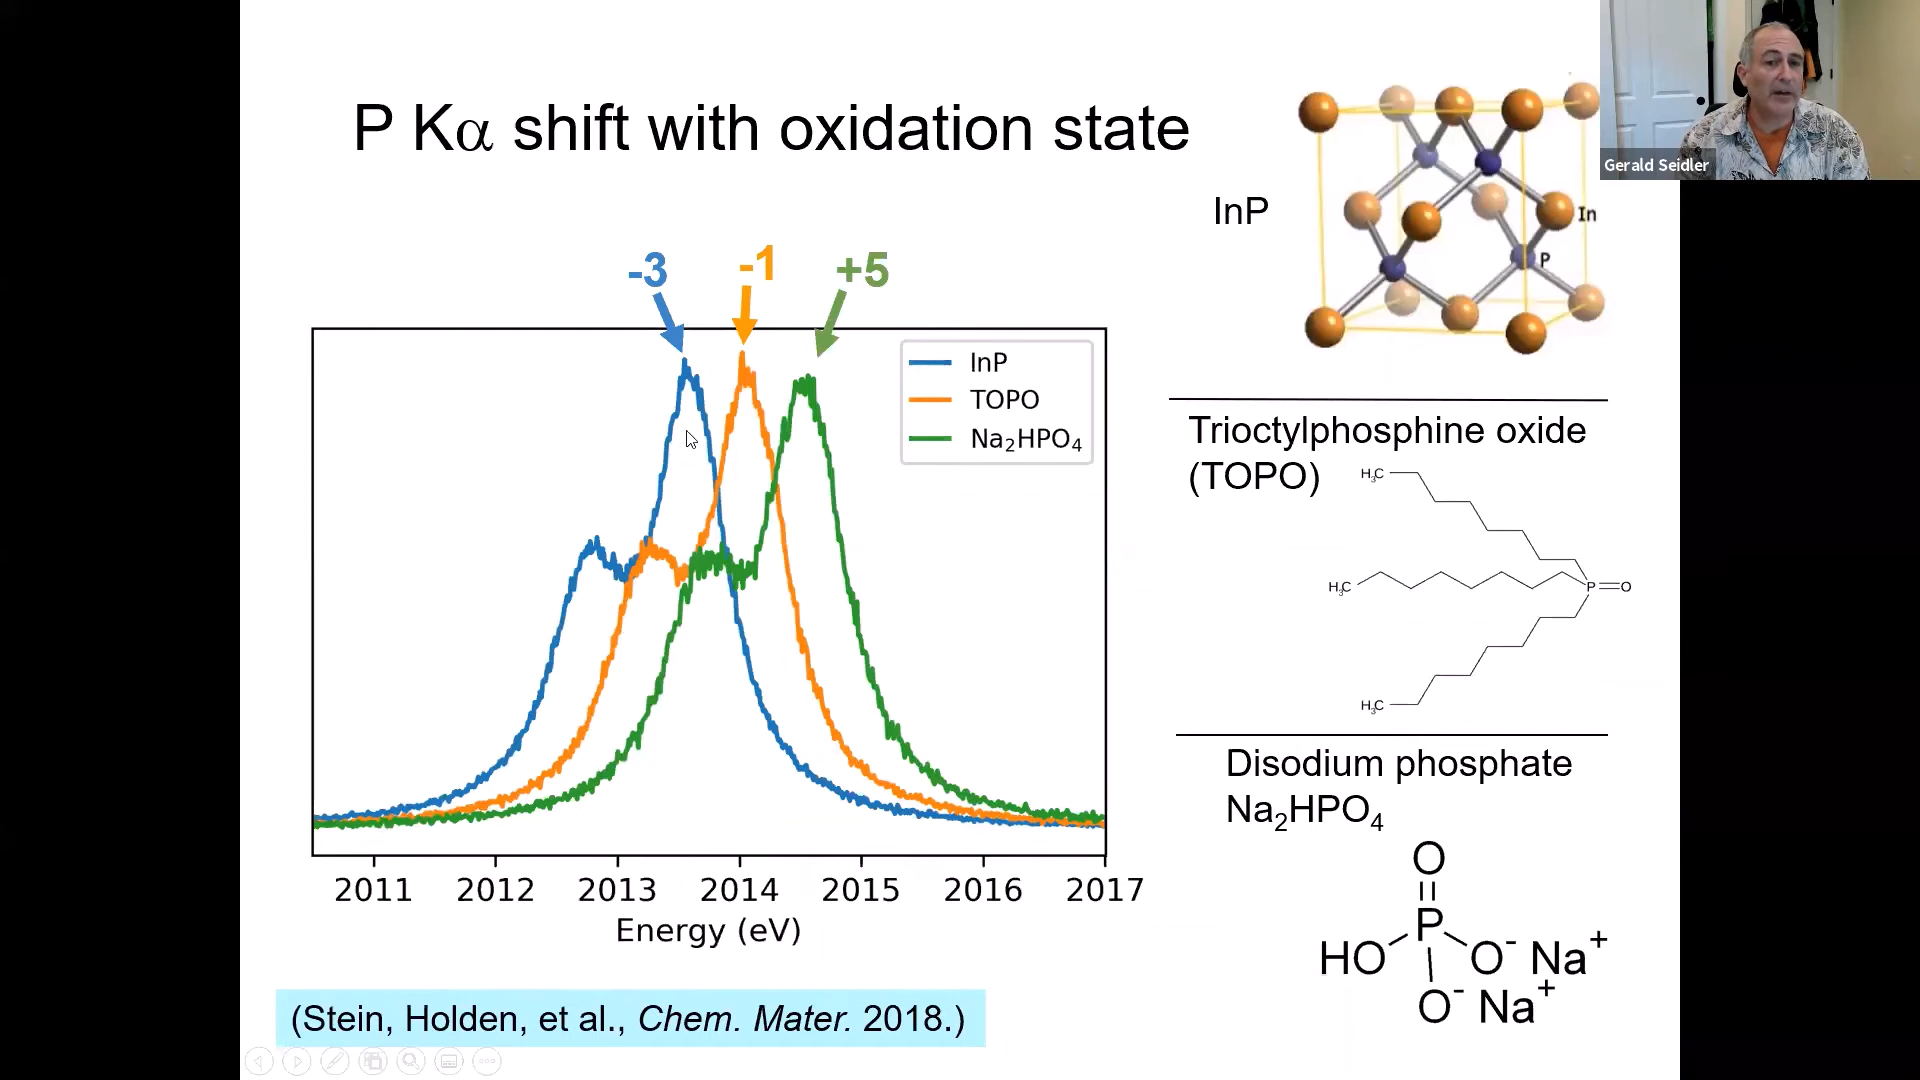 P Kα shift with oxidation state
Gerald Seidler
InP
In
P
-3
-1
+5
InP
TOPO
Na₂HPO₄
2011 2012 2013 2014 2015 2016 2017
Energy (eV)
(Stein, Holden, et al., Chem. Mater. 2018.)
Trioctylphosphine oxide
(TOPO)
H₃C
H₃C
P
O
H₃C
Disodium phosphate
Na₂HPO₄
O
P
HO
O⁻ Na⁺
O⁻ Na⁺